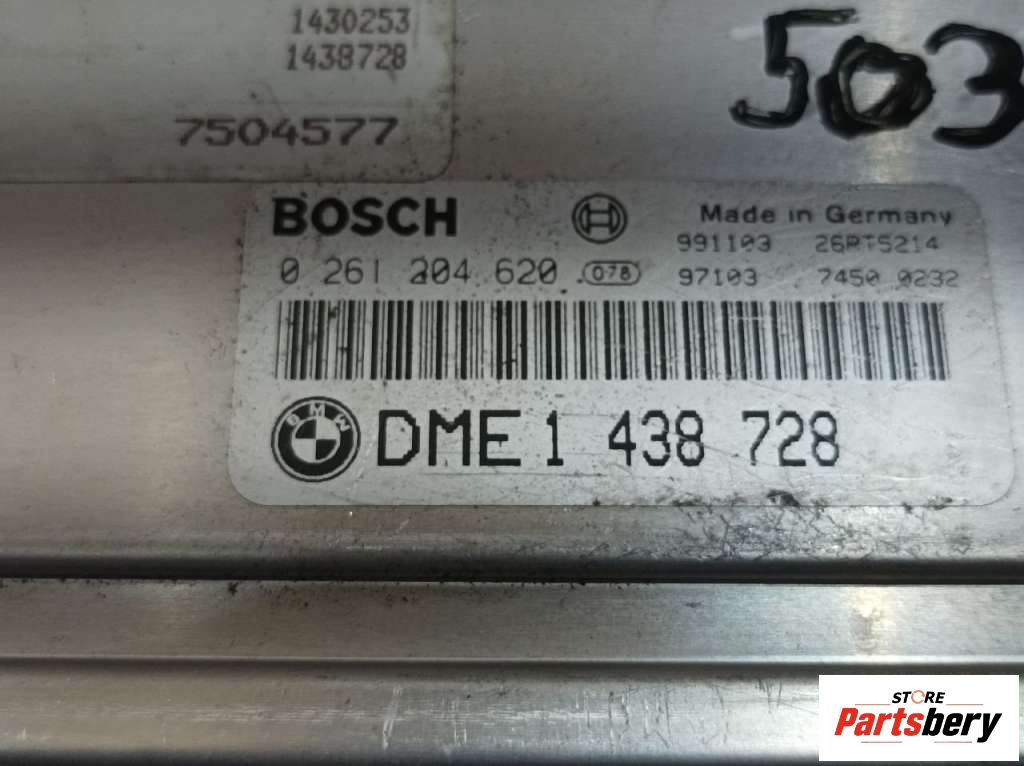 1430253
1438728
7504577
503
BOSCH
Made in Germany
991103 26RT5214
0 261 204 620 078
97103 7450 0232
BMW
DME 1 438 728
STORE
Partsbery